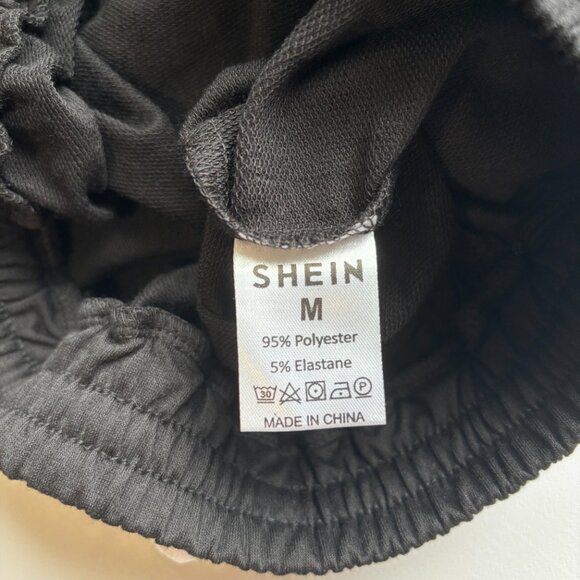 SHEIN
M
95% Polyester
5% Elastane
30 P
MADE IN CHINA